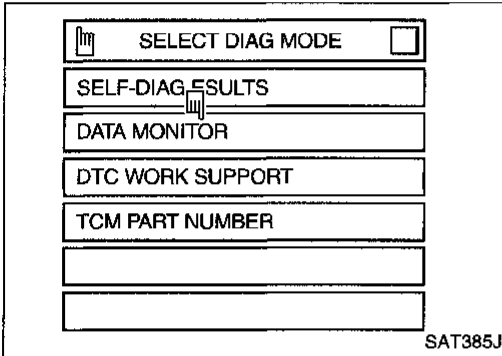 SELECT DIAG MODE
SELF-DIAG ESULTS
DATA MONITOR
DTC WORK SUPPORT
TCM PART NUMBER
SAT385J